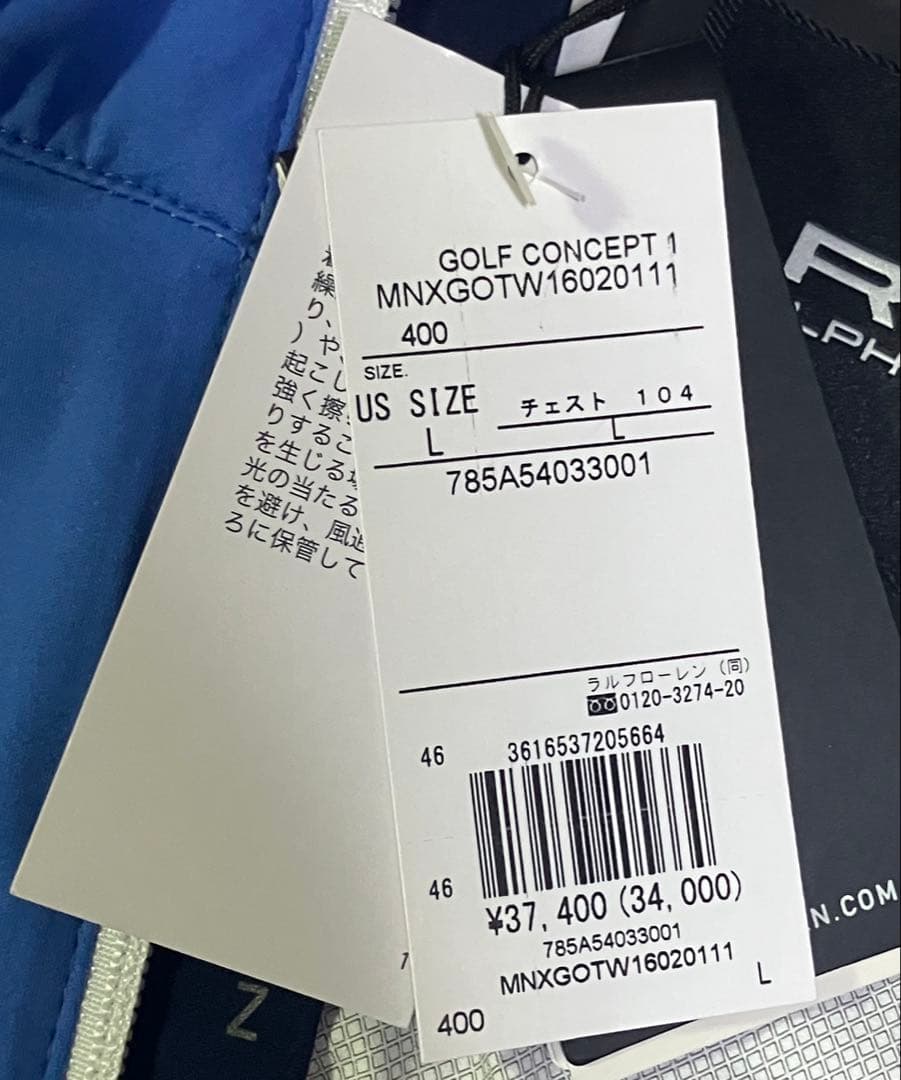 GOLF CONCEPT 1
MNXGOTW16020111
400
SIZE.
US SIZE
チェスト 104
L
L
785A54033001
ラルフローレン (同)
0120-3274-20
46
3616537205664
46
¥37,400 (34,000)
785A54033001
MNXGOTW16020111
400
L
繰
り、
)や
起こし
強く擦
りするこ
を生じる
光の当たる
を避け、風
ろに保管して
R
LPH
N.COM
Z